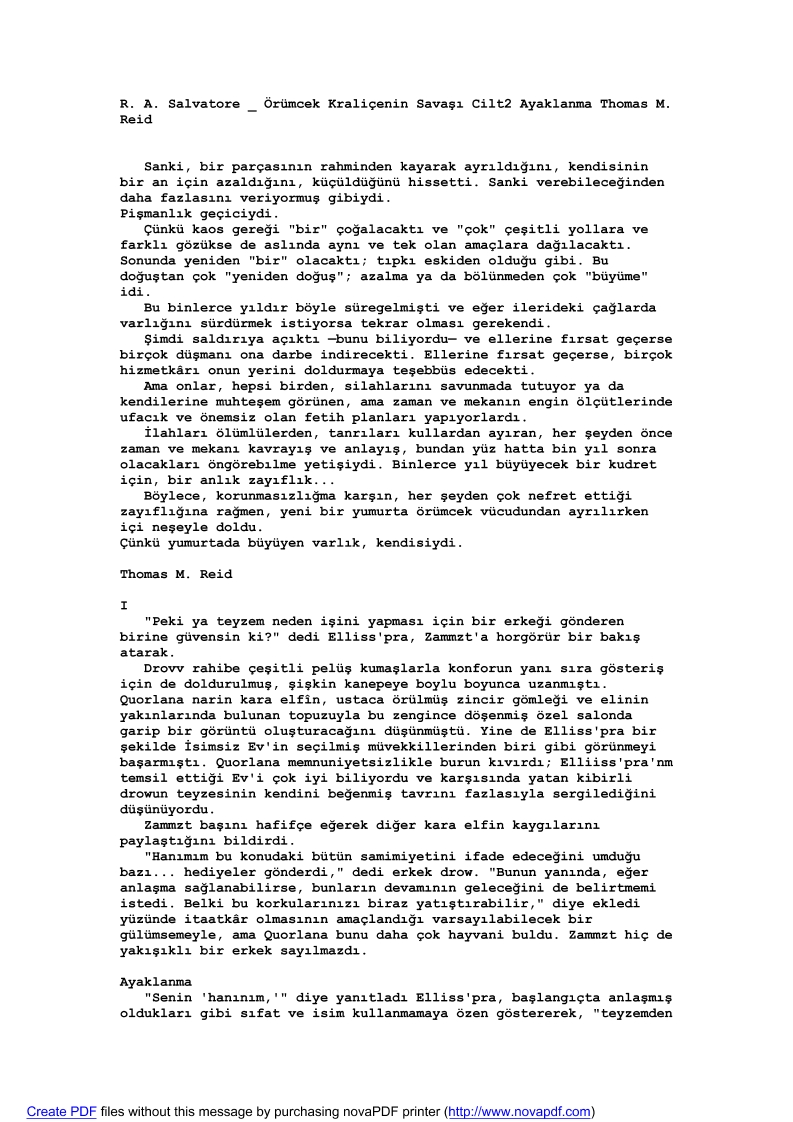 R. A. Salvatore _ Örümcek Kraliçenin Savaşı Cilt2 Ayaklanma Thomas M.
Reid
Sanki, bir parçasının rahminden kayarak ayrıldığını, kendisinin
bir an için azaldığını, küçüldüğünü hissetti. Sanki verebileceğinden
daha fazlasını veriyormuş gibiydi.
Pişmanlık geçiciydi.
Çünkü kaos gereği "bir" çoğalacaktı ve "çok" çeşitli yollara ve
farklı gözükse de aslında aynı ve tek olan amaçlara dağılacaktı.
Sonunda yeniden "bir" olacaktı; tıpkı eskiden olduğu gibi. Bu
doğuştan çok "yeniden doğuş"; azalma ya da bölünmeden çok "büyüme"
idi.
Bu binlerce yıldır böyle süregelmişti ve eğer ilerideki çağlarda
varlığını sürdürmek istiyorsa tekrar olması gerekendi.
Şimdi saldırıya açıktı —bunu biliyordu— ve ellerine fırsat geçerse
birçok düşmanı ona darbe indirecekti. Ellerine fırsat geçerse, birçok
hizmetkârı onun yerini doldurmaya teşebbüs edecekti.
Ama onlar, hepsi birden, silahlarını savunmada tutuyor ya da
kendilerine muhteşem görünen, ama zaman ve mekanın engin ölçütlerinde
ufacık ve önemsiz olan fetih planları yapıyorlardı.
İlahları ölümlülerden, tanrıları kullardan ayıran, her şeyden önce
zaman ve mekanı kavrayış ve anlayış, bundan yüz hatta bin yıl sonra
olacakları öngörebilme yetişiydi. Binlerce yıl büyüyecek bir kudret
için, bir anlık zayıflık...
Böylece, korunmasızlığma karşın, her şeyden çok nefret ettiği
zayıflığına rağmen, yeni bir yumurta örümcek vücudundan ayrılırken
içi neşeyle doldu.
Çünkü yumurtada büyüyen varlık, kendisiydi.
Thomas M. Reid
I
"Peki ya teyzem neden işini yapması için bir erkeği gönderen
birine güvensin ki?" dedi Elliss'pra, Zammzt'a horgörür bir bakış
atarak.
Drovv rahibe çeşitli pelüş kumaşlarla konforun yanı sıra gösteriş
için de doldurulmuş, şişkin kanepeye boylu boyunca uzanmıştı.
Quorlana narin kara elfîn, ustaca örülmüş zincir gömleği ve elinin
yakınlarında bulunan topuzuyla bu zengince döşenmiş özel salonda
garip bir görüntü oluşturacağını düşünmüştü. Yine de Elliss'pra bir
şekilde İsimsiz Ev'in seçilmiş müvekkillerinden biri gibi görünmeyi
başarmıştı. Quorlana memnuniyetsizlikle burun kıvırdı; Elliiss'pra'nm
temsil ettiği Ev'i çok iyi biliyordu ve karşısında yatan kibirli
drowun teyzesinin kendini beğenmiş tavrını fazlasıyla sergilediğini
düşünüyordu.
Zammzt başını hafifçe eğerek diğer kara elfin kaygılarını
paylaştığını bildirdi.
"Hanımım bu konudaki bütün samimiyetini ifade edeceğini umduğu
bazı... hediyeler gönderdi," dedi erkek drow. "Bunun yanında, eğer
anlaşma sağlanabilirse, bunların devamının geleceğini de belirtmemi
istedi. Belki bu korkularınızı biraz yatıştırabilir," diye ekledi
yüzünde itaatkâr olmasının amaçlandığı varsayılabilecek bir
gülümsemeyle, ama Quorlana bunu daha çok hayvani buldu. Zammzt hiç de
yakışıklı bir erkek sayılmazdı.
Ayaklanma
"Senin 'hanınım,'" diye yanıtladı Elliss'pra, başlangıçta anlaşmış
oldukları gibi sıfat ve isim kullanmamaya özen göstererek, "teyzemden
Create PDF files without this message by purchasing novaPDF printer (http://www.novapdf.com)